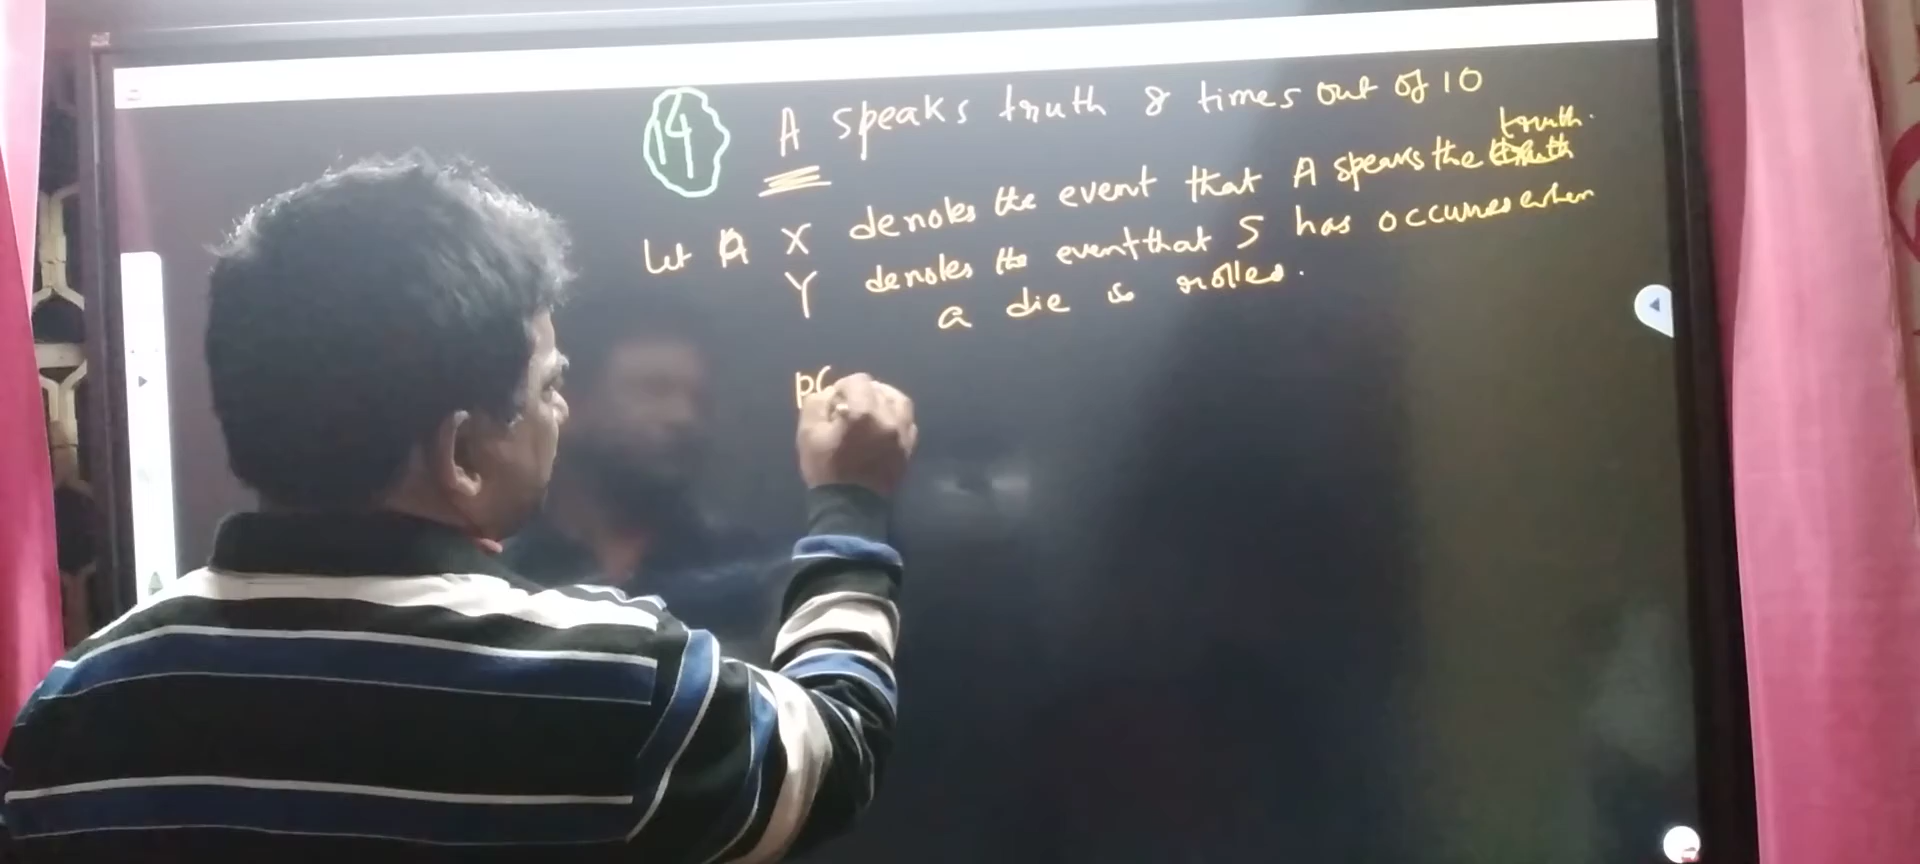 14 A speaks truth 8 times out of 10
truth.
Let A X denotes the event that A speaks the truth
Y denotes the event that 5 has occurred when
a die is rolled.
P(